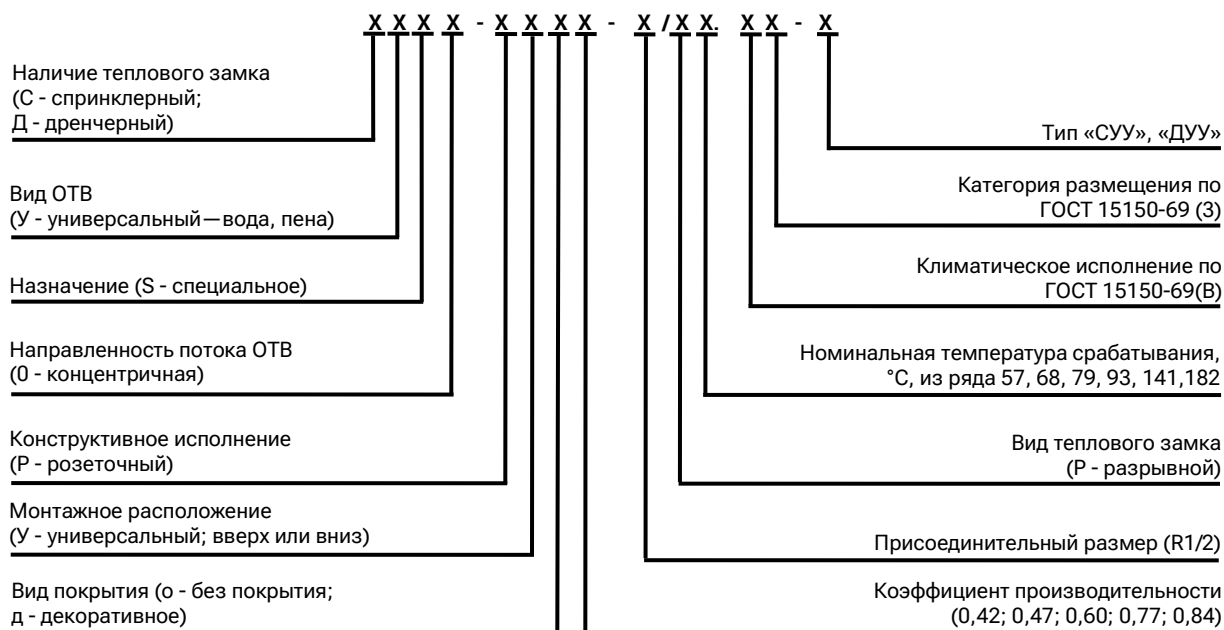 X X X X - X X X X - X / X X. X X - X
Наличие теплового замка
(С - спринклерный;
Д - дренчерный)
Вид ОТВ
(У - универсальный—вода, пена)
Назначение (S - специальное)
Направленность потока ОТВ
(0 - концентричная)
Конструктивное исполнение
(Р - розеточный)
Монтажное расположение
(У - универсальный; вверх или вниз)
Вид покрытия (о - без покрытия;
д - декоративное)
Тип «СУУ», «ДУУ»
Категория размещения по
ГОСТ 15150-69 (3)
Климатическое исполнение по
ГОСТ 15150-69(В)
Номинальная температура срабатывания,
°С, из ряда 57, 68, 79, 93, 141,182
Вид теплового замка
(Р - разрывной)
Присоединительный размер (R1/2)
Коэффициент производительности
(0,42; 0,47; 0,60; 0,77; 0,84)